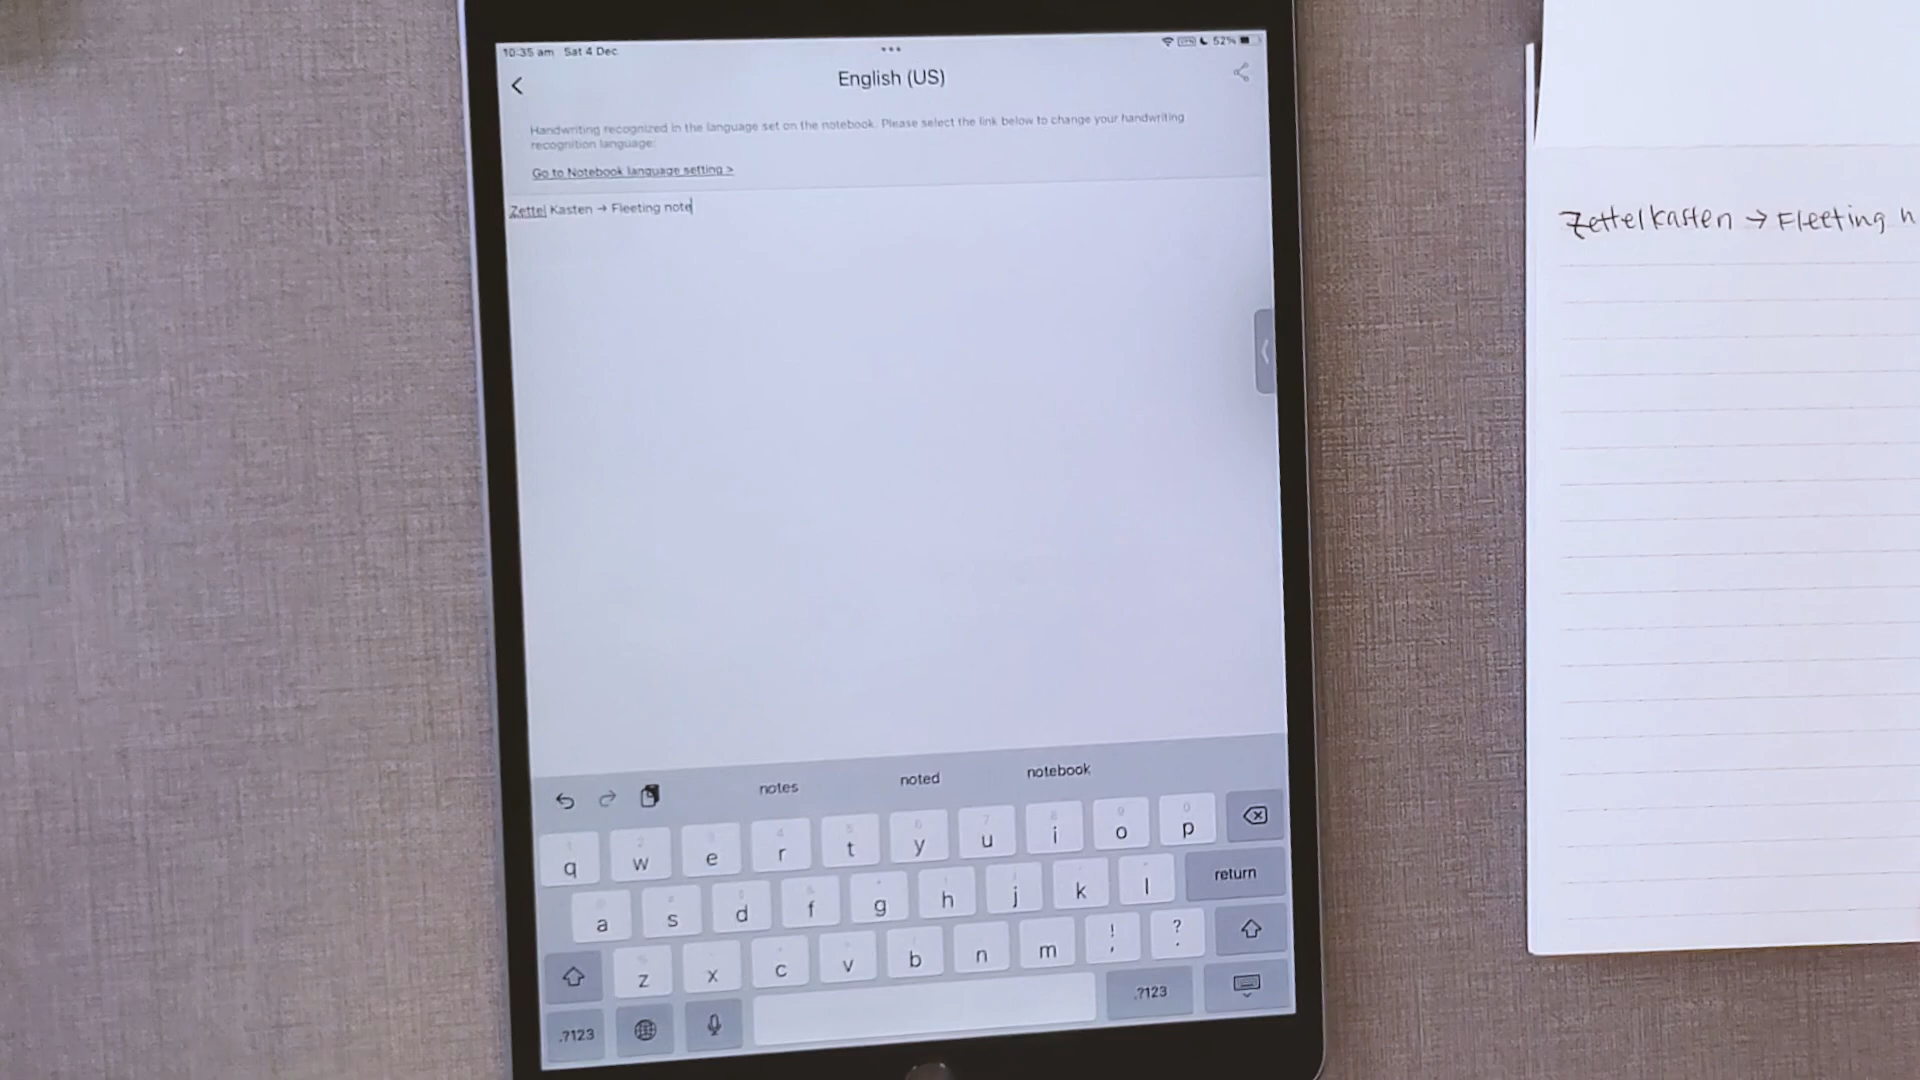 10:35 am Sat 4 Dec
VPN 52%
English (US)
Handwriting recognized in the language set on the notebook. Please select the link below to change your handwriting
recognition language:
Go to Notebook language setting >
Zettel Kasten → Fleeting note
Zettelkasten → Fleeting n
notes noted notebook
q w e r t y u i o p
a s d f g h j k l return
z x c v b n m ! , ? .
.?123 .?123